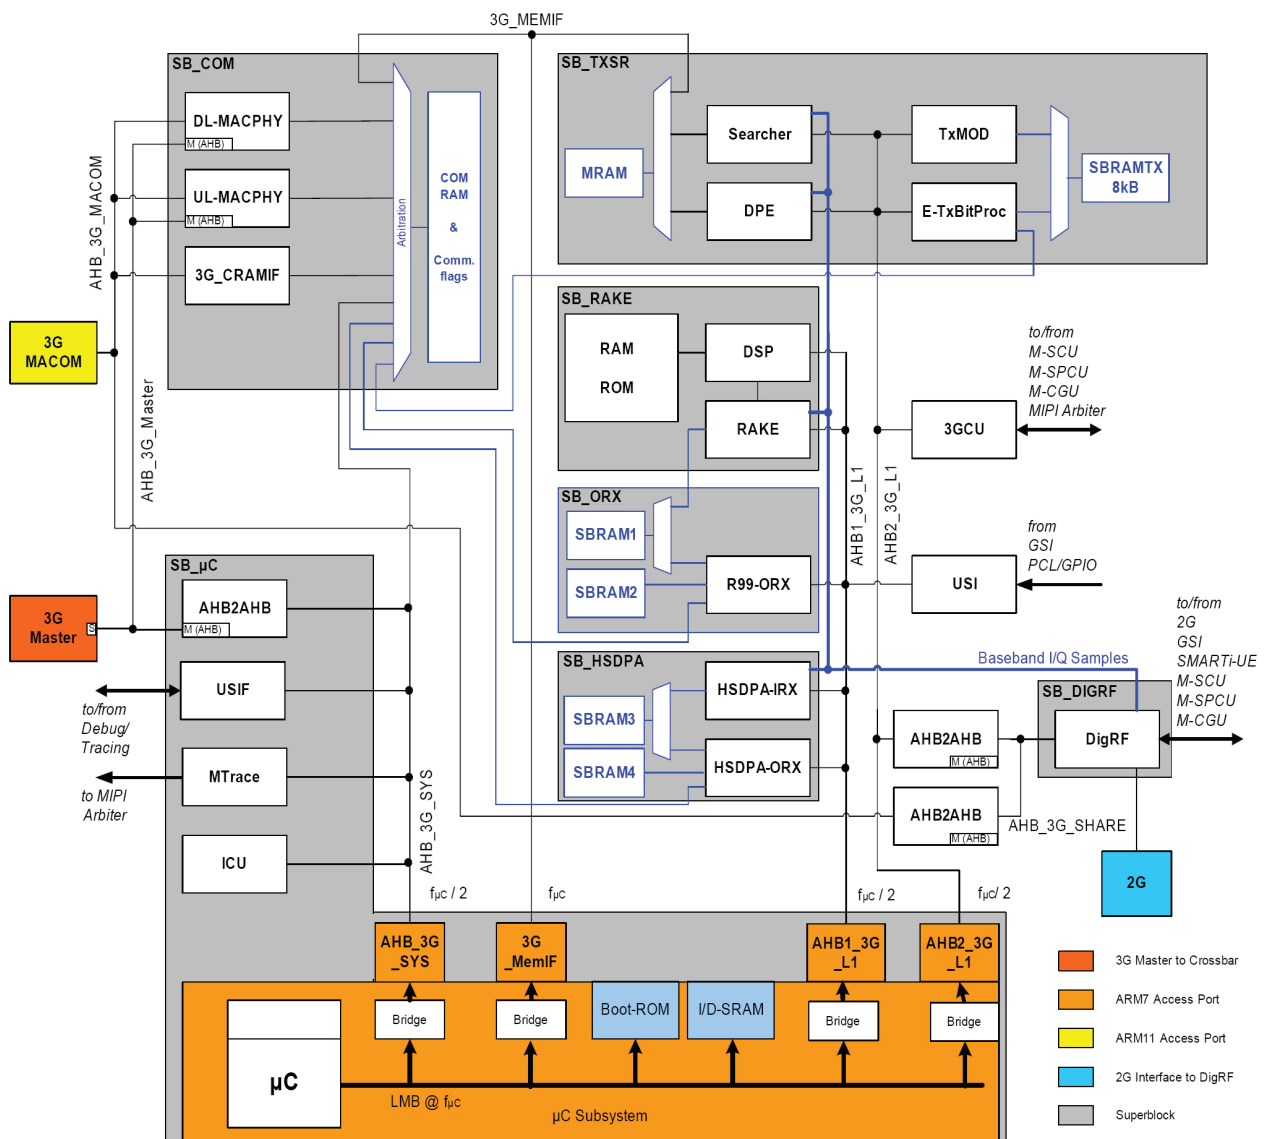 3G_MEMIF
SB_COM
DL-MACPHY
M (AHB)
UL-MACPHY
M (AHB)
3G_CRAMIF
Arbitration
COM
RAM
&
Comm.
flags
AHB_3G_MACOM
3G
MACOM
AHB_3G_Master
SB_TXSR
MRAM
Searcher
DPE
TxMOD
E-TxBitProc
SBRAMTX
8kB
SB_RAKE
RAM
ROM
DSP
RAKE
to/from
M-SCU
M-SPCU
M-CGU
MIPI Arbiter
3GCU
AHB1_3G_L1
AHB2_3G_L1
SB_ORX
SBRAM1
SBRAM2
R99-ORX
from
GSI
PCL/GPIO
USI
SB_µC
AHB2AHB
M (AHB)
3G
Master
S
USIF
to/from
Debug/
Tracing
MTrace
to MIPI
Arbiter
ICU
AHB_3G_SYS
SB_HSDPA
HSDPA-IRX
SBRAM3
SBRAM4
HSDPA-ORX
Baseband I/Q Samples
to/from
2G
GSI
SMARTi-UE
M-SCU
M-SPCU
M-CGU
SB_DIGRF
DigRF
AHB2AHB
M (AHB)
AHB2AHB
M (AHB)
AHB_3G_SHARE
2G
fµC / 2
fµC
fµC / 2
fµC/ 2
AHB_3G
_SYS
3G
_MemIF
AHB1_3G
_L1
AHB2_3G
_L1
Bridge
Bridge
Boot-ROM
I/D-SRAM
Bridge
Bridge
µC
LMB @ fµC
µC Subsystem
3G Master to Crossbar
ARM7 Access Port
ARM11 Access Port
2G Interface to DigRF
Superblock